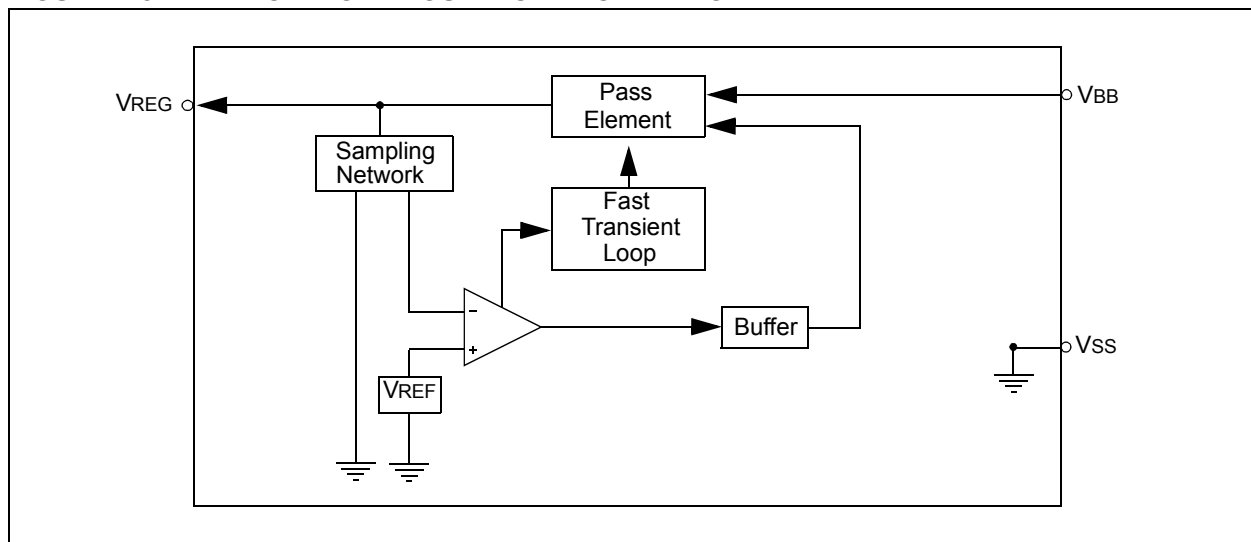 VREG
Pass
Element
VBB
Sampling
Network
Fast
Transient
Loop
-
+
Buffer
VSS
VREF